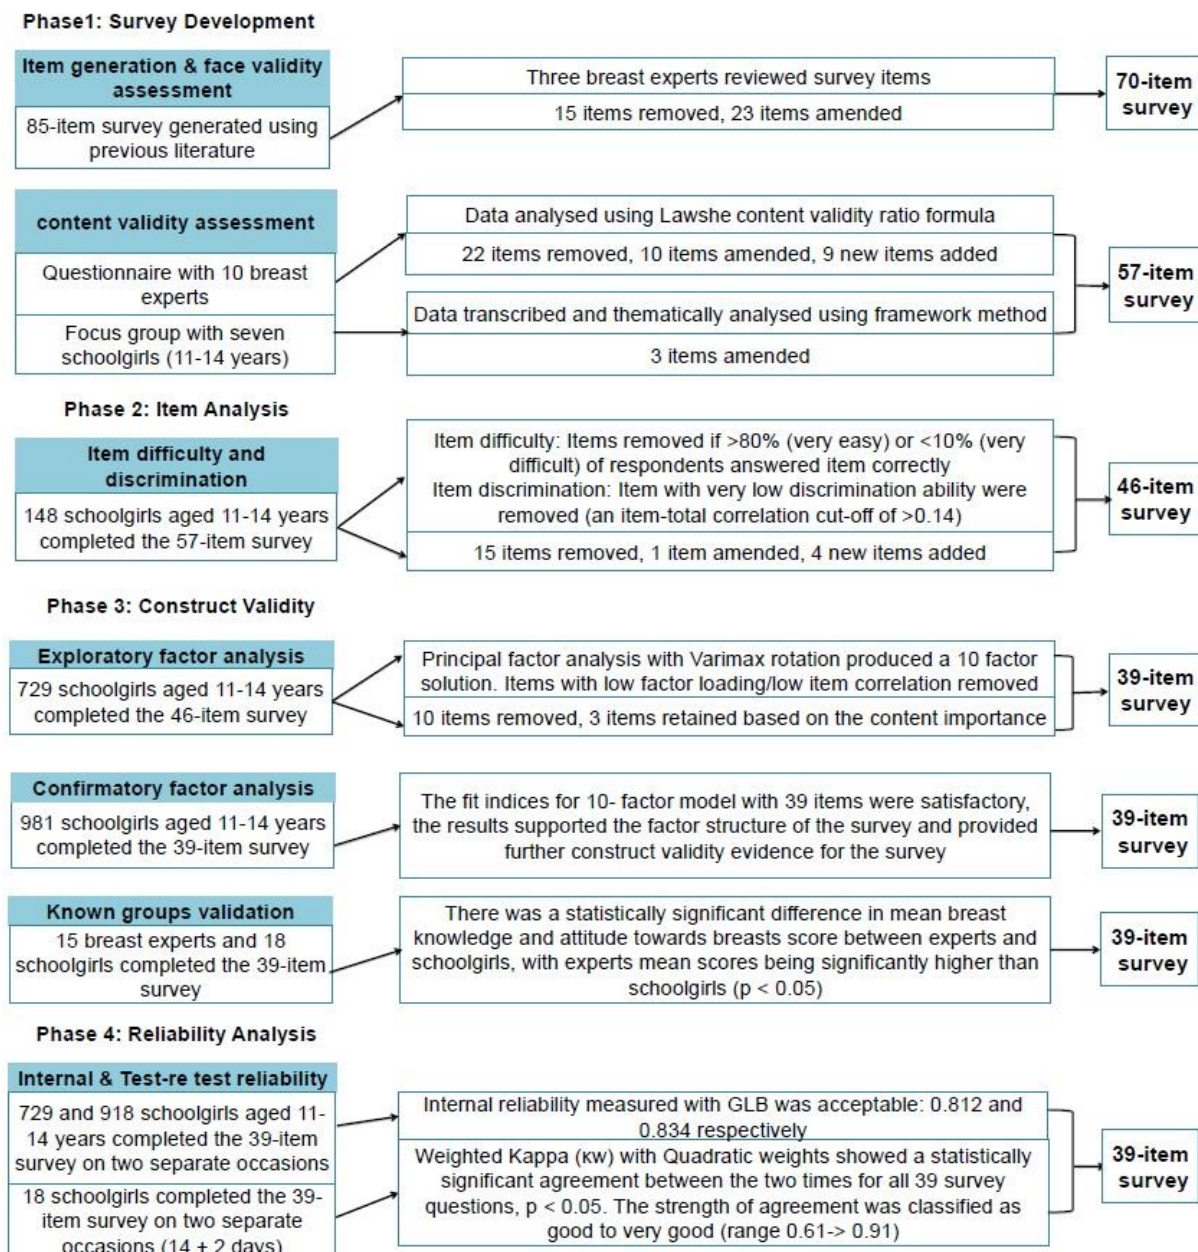 Phase1: Survey Development
Item generation & face validity
assessment
85-item survey generated using
previous literature
Three breast experts reviewed survey items
15 items removed, 23 items amended
70-item
survey
content validity assessment
Questionnaire with 10 breast
experts
Focus group with seven
schoolgirls (11-14 years)
Data analysed using Lawshe content validity ratio formula
22 items removed, 10 items amended, 9 new items added
Data transcribed and thematically analysed using framework method
3 items amended
57-item
survey
Phase 2: Item Analysis
Item difficulty and
discrimination
148 schoolgirls aged 11-14 years
completed the 57-item survey
Item difficulty: Items removed if >80% (very easy) or <10% (very
difficult) of respondents answered item correctly
Item discrimination: Item with very low discrimination ability were
removed (an item-total correlation cut-off of >0.14)
15 items removed, 1 item amended, 4 new items added
46-item
survey
Phase 3: Construct Validity
Exploratory factor analysis
729 schoolgirls aged 11-14 years
completed the 46-item survey
Principal factor analysis with Varimax rotation produced a 10 factor
solution. Items with low factor loading/low item correlation removed
10 items removed, 3 items retained based on the content importance
39-item
survey
Confirmatory factor analysis
981 schoolgirls aged 11-14 years
completed the 39-item survey
The fit indices for 10- factor model with 39 items were satisfactory,
the results supported the factor structure of the survey and provided
further construct validity evidence for the survey
39-item
survey
Known groups validation
15 breast experts and 18
schoolgirls completed the 39-item
survey
There was a statistically significant difference in mean breast
knowledge and attitude towards breasts score between experts and
schoolgirls, with experts mean scores being significantly higher than
schoolgirls (p < 0.05)
39-item
survey
Phase 4: Reliability Analysis
Internal & Test-re test reliability
729 and 918 schoolgirls aged 11-
14 years completed the 39-item
survey on two separate occasions
18 schoolgirls completed the 39-
item survey on two separate
occasions (14 + 2 days)
Internal reliability measured with GLB was acceptable: 0.812 and
0.834 respectively
Weighted Kappa (κw) with Quadratic weights showed a statistically
significant agreement between the two times for all 39 survey
questions, p < 0.05. The strength of agreement was classified as
good to very good (range 0.61-> 0.91)
39-item
survey